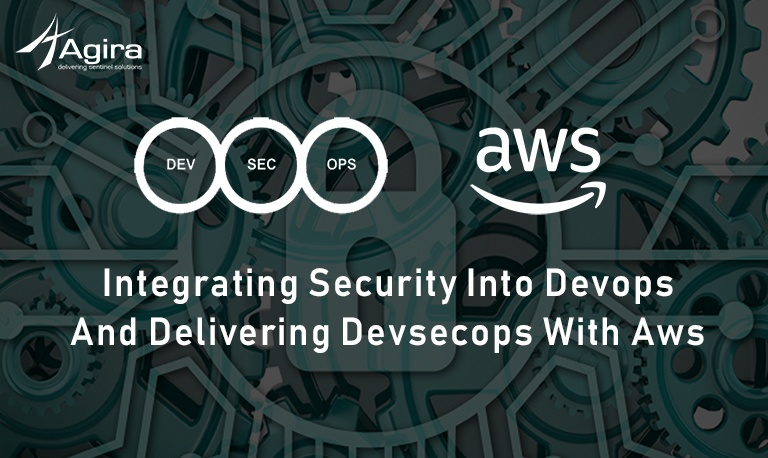 Agira
delivering sentinel solutions
DEV SEC OPS
aws
Integrating Security Into Devops
And Delivering Devsecops With Aws